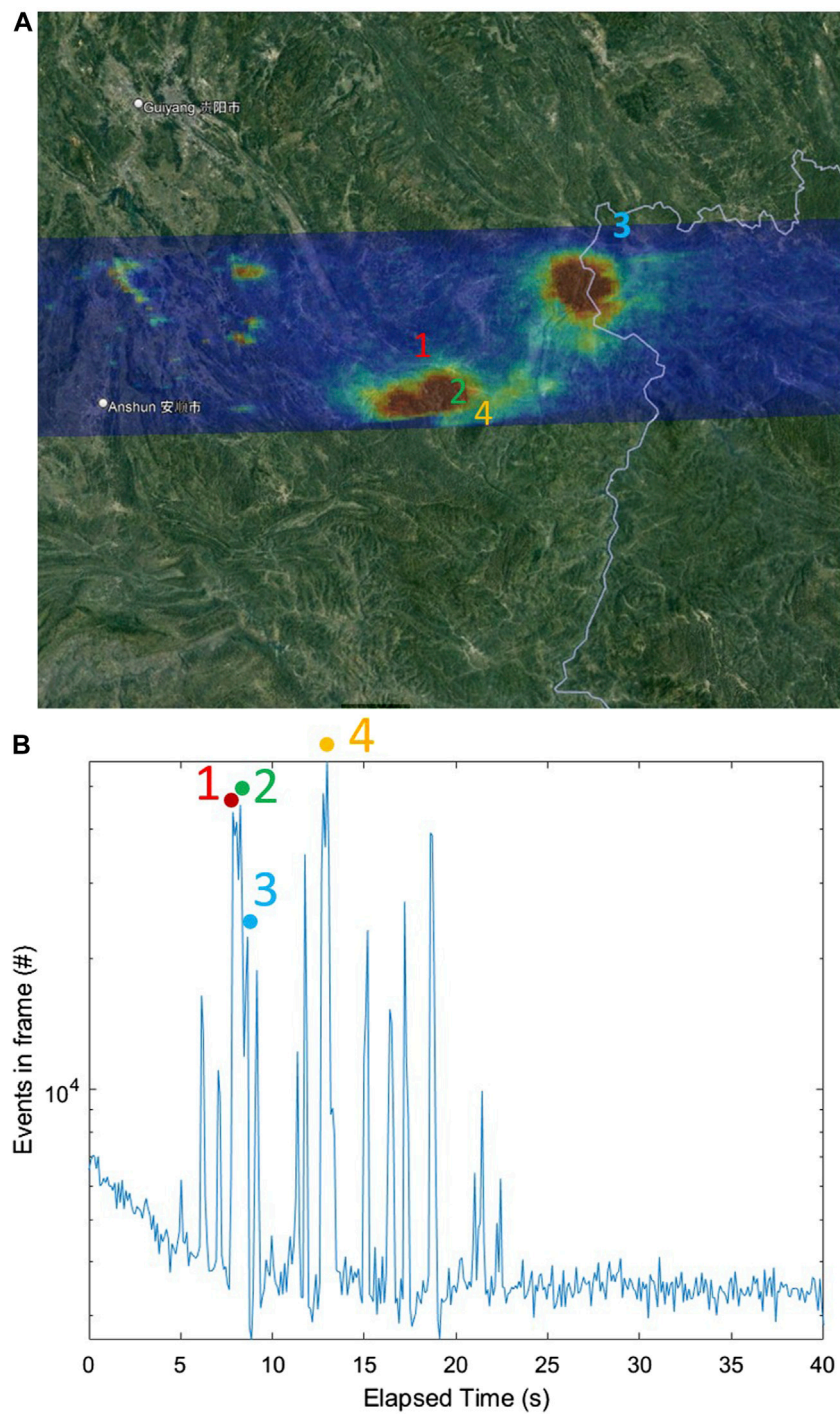 A
Guiyang 贵阳市
3
1
2
4
Anshun 安顺市
B
4
1
2
3
Events in frame (#)
10⁴
0 5 10 15 20 25 30 35 40
Elapsed Time (s)